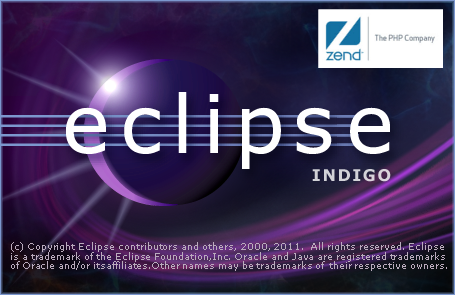 zend
The PHP Company
eclipse
INDIGO
(c) Copyright Eclipse contributors and others, 2000, 2011.  All rights reserved. Eclipse
is a trademark of the Eclipse Foundation,Inc. Oracle and Java are registered trademarks
of Oracle and/or itsaffiliates.Other names may be trademarks of their respective owners.